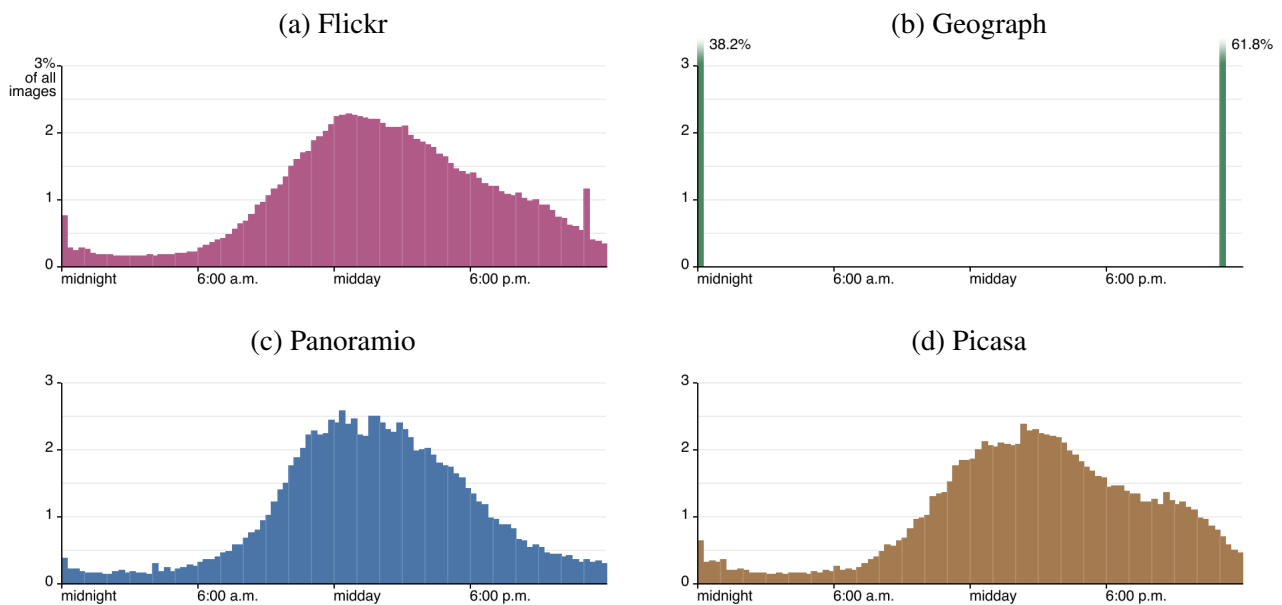 (a) Flickr
3%
of all
images
2
1
0
midnight 6:00 a.m. midday 6:00 p.m.
(b) Geograph
38.2% 61.8%
3
2
1
0
midnight 6:00 a.m. midday 6:00 p.m.
(c) Panoramio
3
2
1
0
midnight 6:00 a.m. midday 6:00 p.m.
(d) Picasa
3
2
1
0
midnight 6:00 a.m. midday 6:00 p.m.